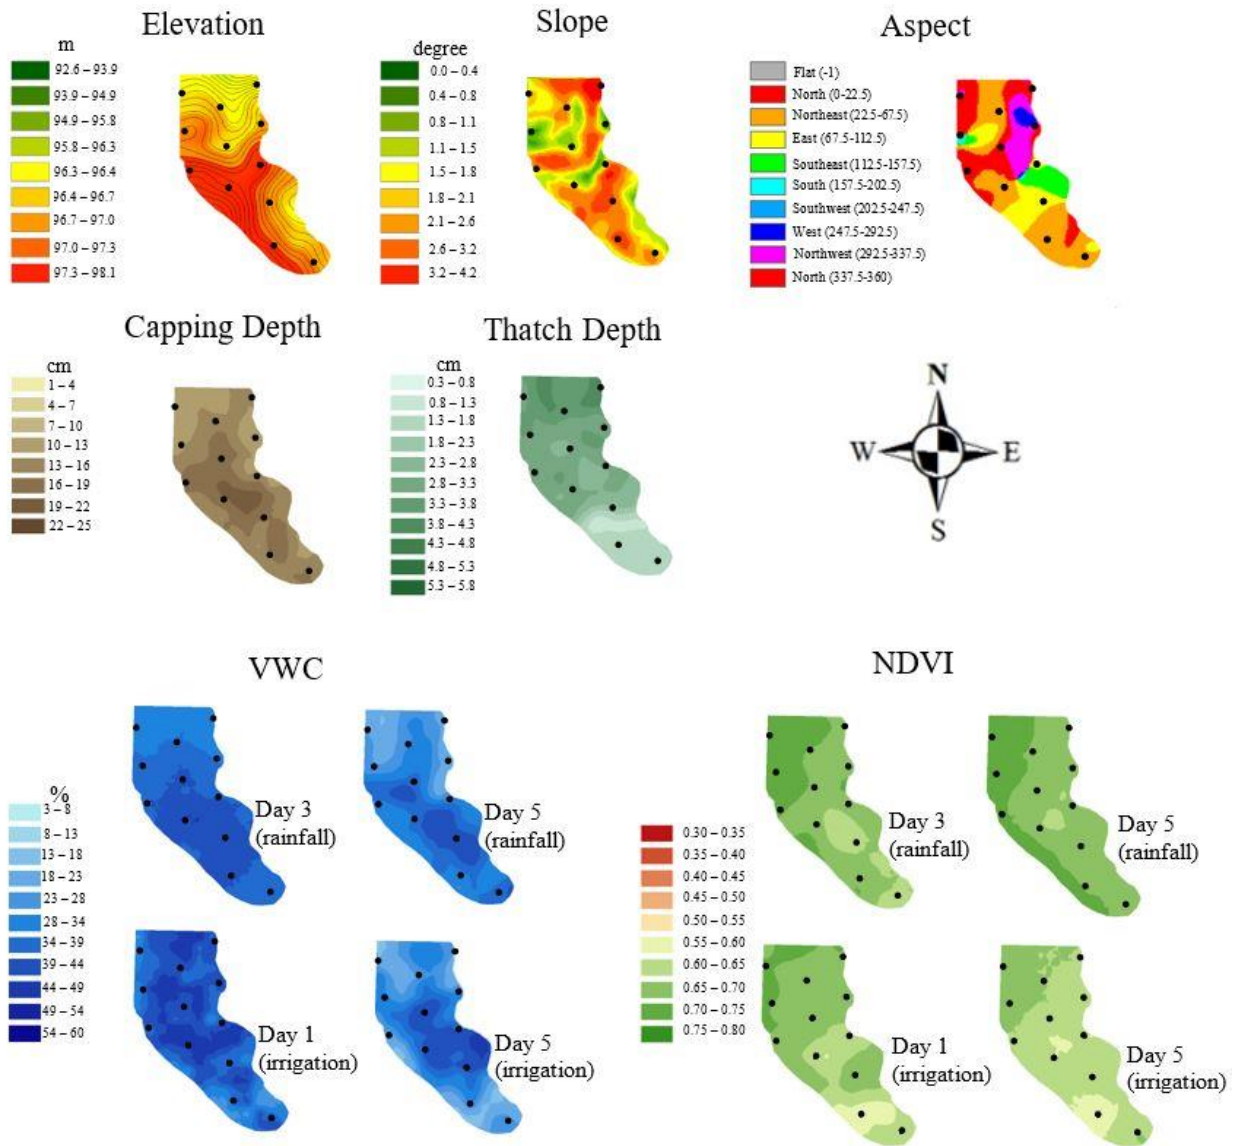 Elevation
m
92.6 – 93.9
93.9 – 94.9
94.9 – 95.8
95.8 – 96.3
96.3 – 96.4
96.4 – 96.7
96.7 – 97.0
97.0 – 97.3
97.3 – 98.1
Slope
degree
0.0 – 0.4
0.4 – 0.8
0.8 – 1.1
1.1 – 1.5
1.5 – 1.8
1.8 – 2.1
2.1 – 2.6
2.6 – 3.2
3.2 – 4.2
Aspect
Flat (-1)
North (0-22.5)
Northeast (22.5-67.5)
East (67.5-112.5)
Southeast (112.5-157.5)
South (157.5-202.5)
Southwest (202.5-247.5)
West (247.5-292.5)
Northwest (292.5-337.5)
North (337.5-360)
Capping Depth
cm
1 – 4
4 – 7
7 – 10
10 – 13
13 – 16
16 – 19
19 – 22
22 – 25
Thatch Depth
cm
0.3 – 0.8
0.8 – 1.3
1.3 – 1.8
1.8 – 2.3
2.3 – 2.8
2.8 – 3.3
3.3 – 3.8
3.8 – 4.3
4.3 – 4.8
4.8 – 5.3
5.3 – 5.8
N
W E
S
VWC
%
3 – 8
8 – 13
13 – 18
18 – 23
23 – 28
28 – 34
34 – 39
39 – 44
44 – 49
49 – 54
54 – 60
Day 3
(rainfall)
Day 5
(rainfall)
Day 1
(irrigation)
Day 5
(irrigation)
NDVI
0.30 – 0.35
0.35 – 0.40
0.40 – 0.45
0.45 – 0.50
0.50 – 0.55
0.55 – 0.60
0.60 – 0.65
0.65 – 0.70
0.70 – 0.75
0.75 – 0.80
Day 3
(rainfall)
Day 5
(rainfall)
Day 1
(irrigation)
Day 5
(irrigation)